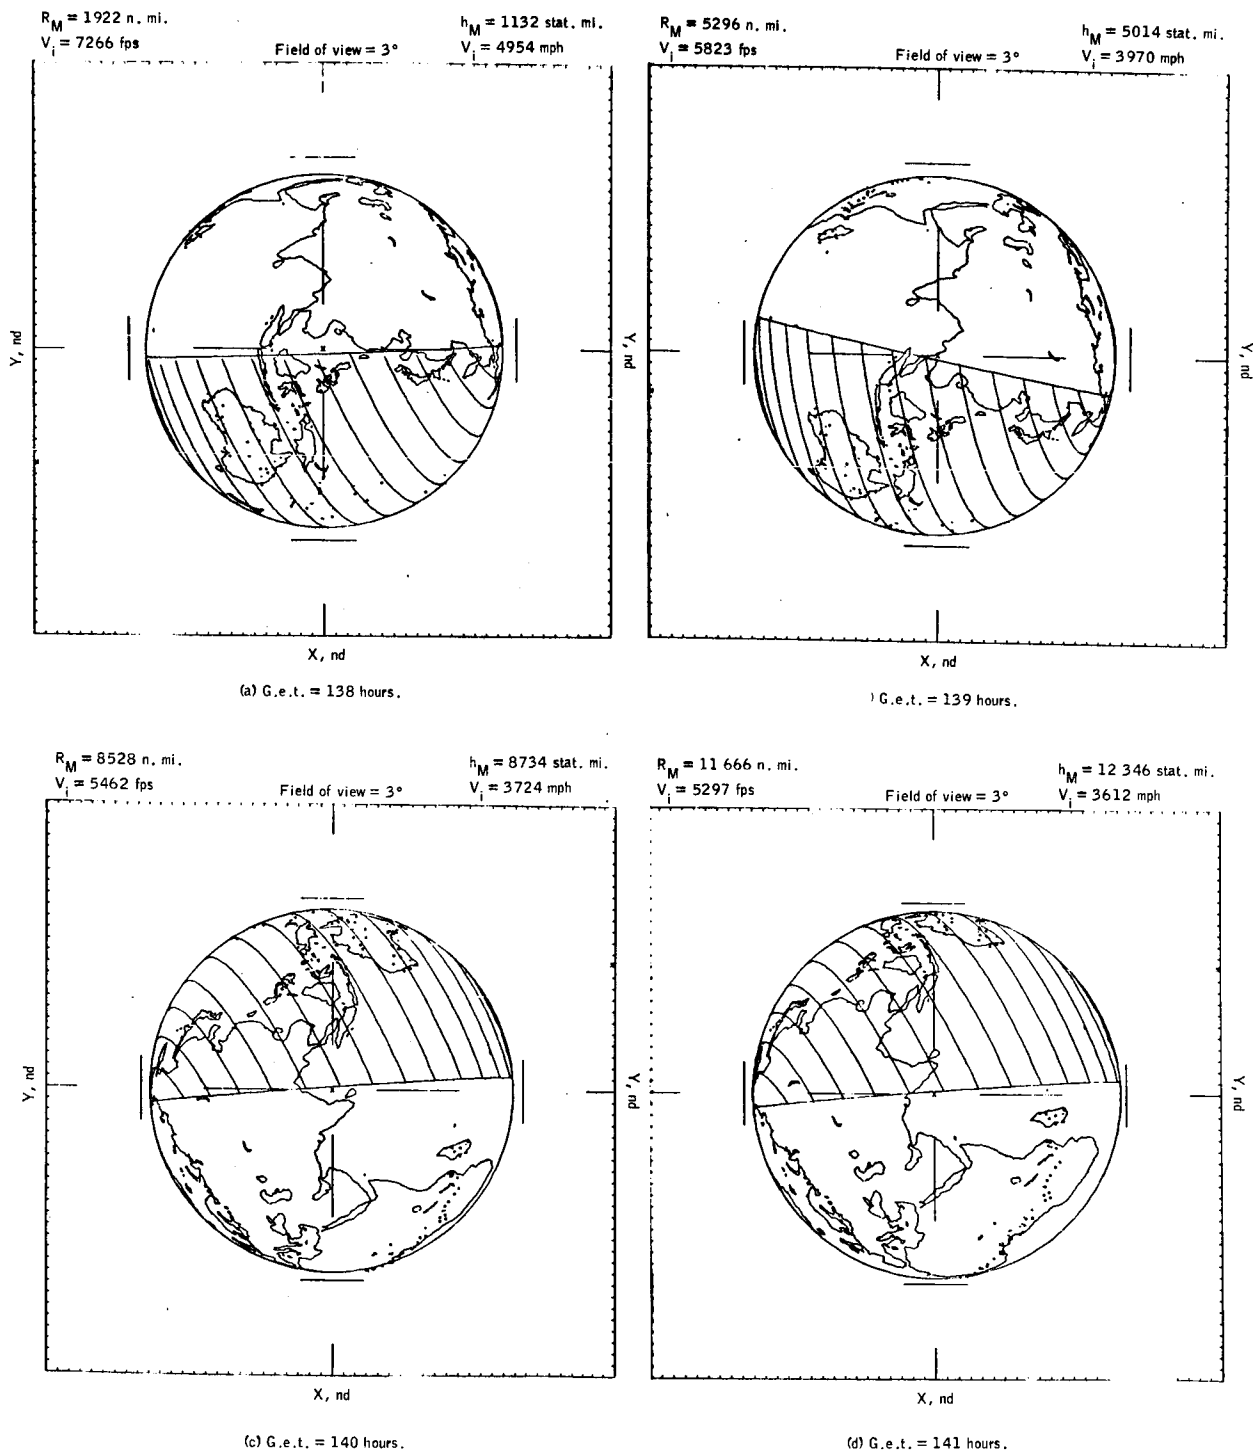 R_M = 1922 n. mi.
V_i = 7266 fps
Field of view = 3°
h_M = 1132 stat. mi.
V_i = 4954 mph
Y, nd
X, nd
(a) G.e.t. = 138 hours.
R_M = 5296 n. mi.
V_i = 5823 fps
Field of view = 3°
h_M = 5014 stat. mi.
V_i = 3970 mph
Y, nd
Y, nd
X, nd
) G.e.t. = 139 hours.
R_M = 8528 n. mi.
V_i = 5462 fps
Field of view = 3°
h_M = 8734 stat. mi.
V_i = 3724 mph
Y, nd
X, nd
(c) G.e.t. = 140 hours.
R_M = 11 666 n. mi.
V_i = 5297 fps
Field of view = 3°
h_M = 12 346 stat. mi.
V_i = 3612 mph
Y, nd
Y, nd
X, nd
(d) G.e.t. = 141 hours.